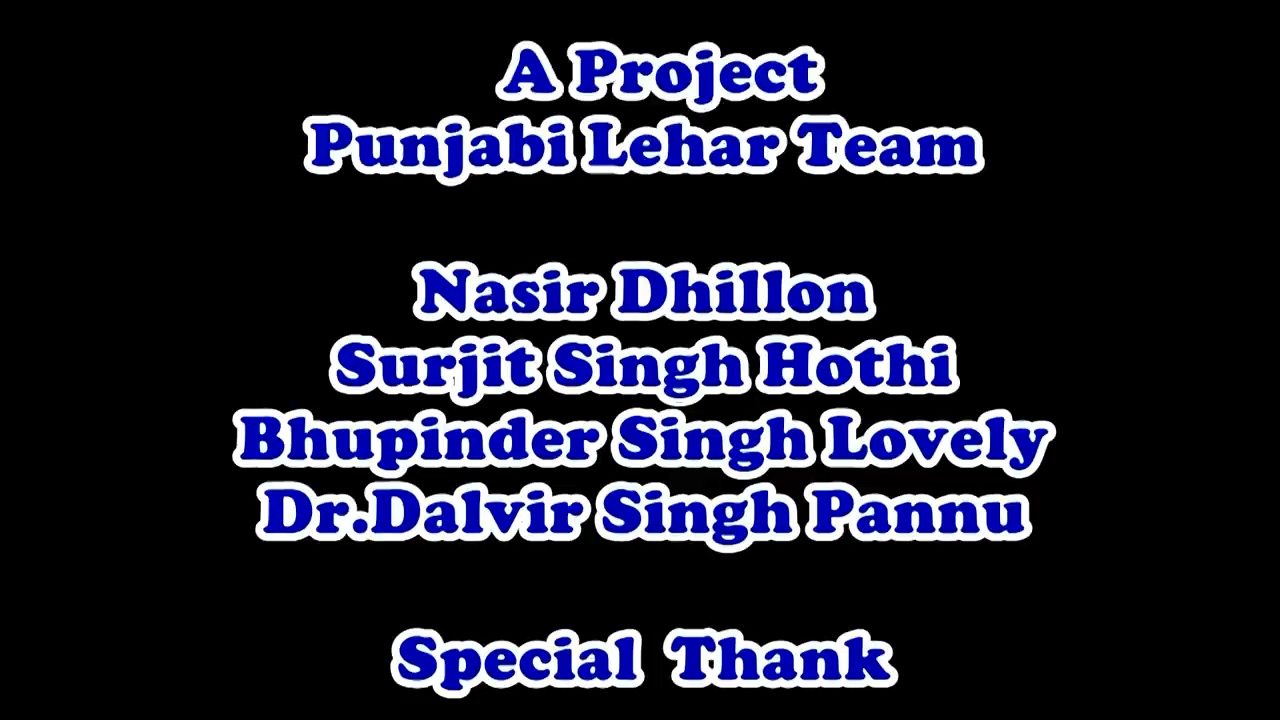 A Project
Punjabi Lehar Team
Nasir Dhillon
Surjit Singh Hothi
Bhupinder Singh Lovely
Dr.Dalvir Singh Pannu
Special Thank